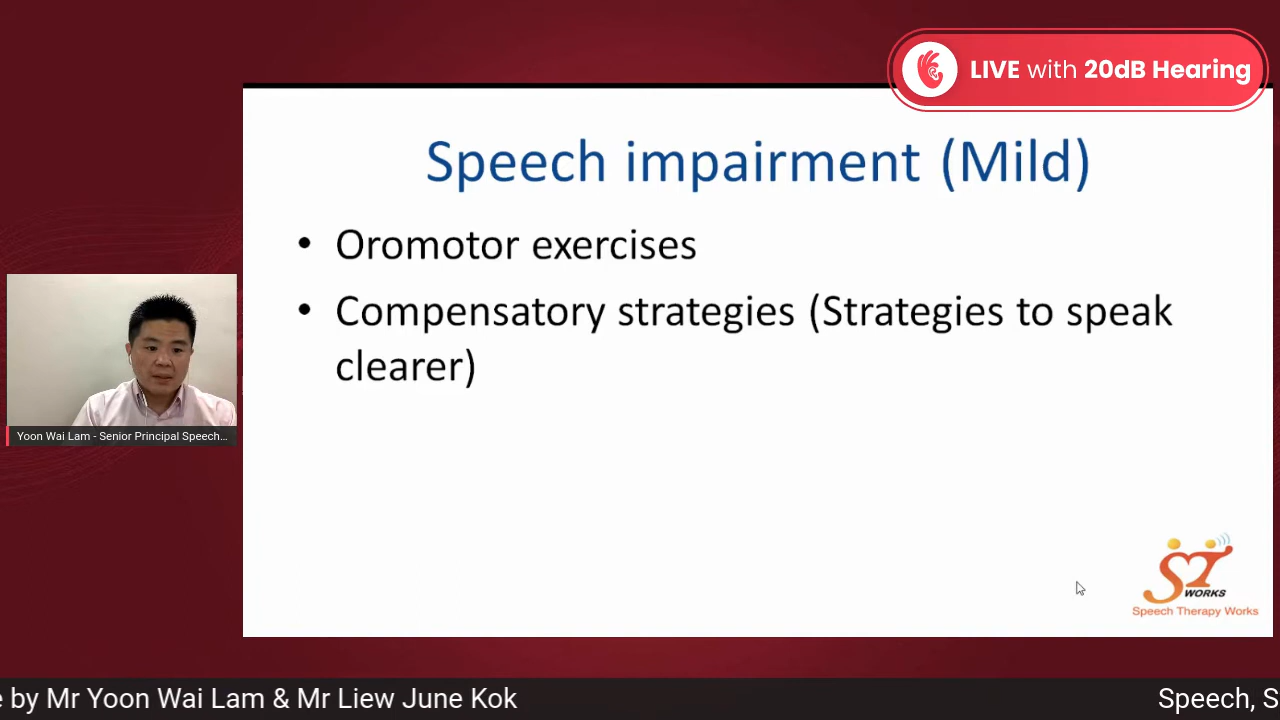 LIVE with 20dB Hearing
Speech impairment (Mild)
• Oromotor exercises
• Compensatory strategies (Strategies to speak
clearer)
Yoon Wai Lam - Senior Principal Speech...
ST
WORKS
Speech Therapy Works
e by Mr Yoon Wai Lam & Mr Liew June Kok
Speech, S